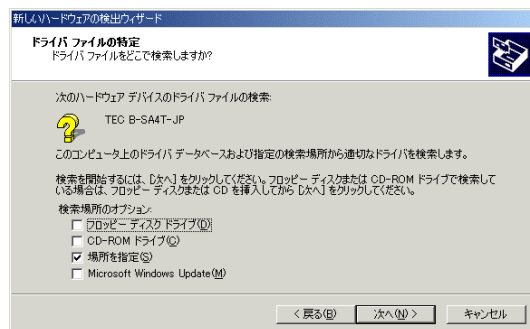 新しいハードウェアの検出ウィザード
ドライバ ファイルの特定
ドライバ ファイルをどこで検索しますか?
次のハードウェア デバイスのドライバ ファイルの検索:
TEC B-SA4T-JP
このコンピュータ上のドライバ データベースおよび指定の検索場所から適切なドライバを検索します。
検索を開始するには、[次へ] をクリックしてください。フロッピー ディスクまたは CD-ROM ドライブで検索して
いる場合は、フロッピー ディスクまたは CD を挿入してから [次へ] をクリックしてください。
検索場所のオプション:
フロッピー ディスク ドライブ(D)
CD-ROM ドライブ(C)
場所を指定(S)
Microsoft Windows Update(M)
< 戻る(B)
次へ(N) >
キャンセル